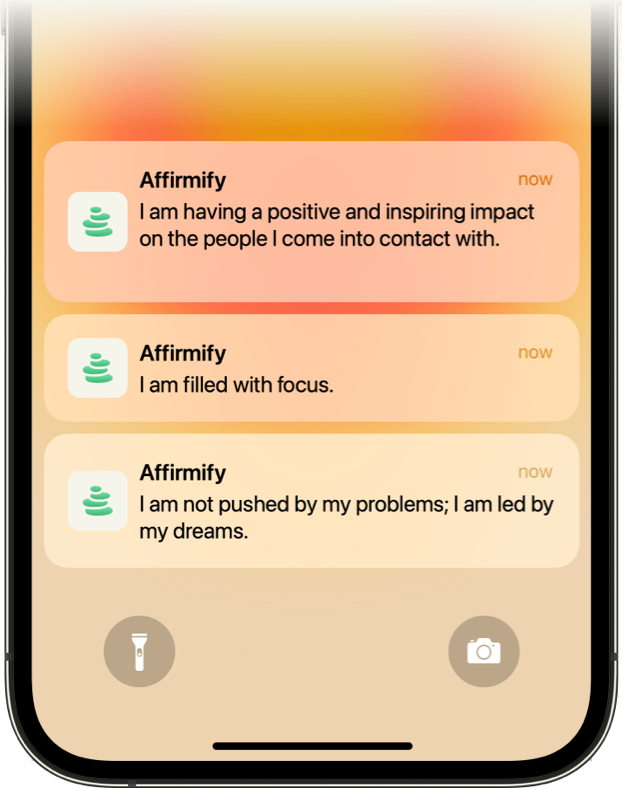 Affirmify
now
I am having a positive and inspiring impact
on the people I come into contact with.
Affirmify
now
I am filled with focus.
Affirmify
now
I am not pushed by my problems; I am led by
my dreams.